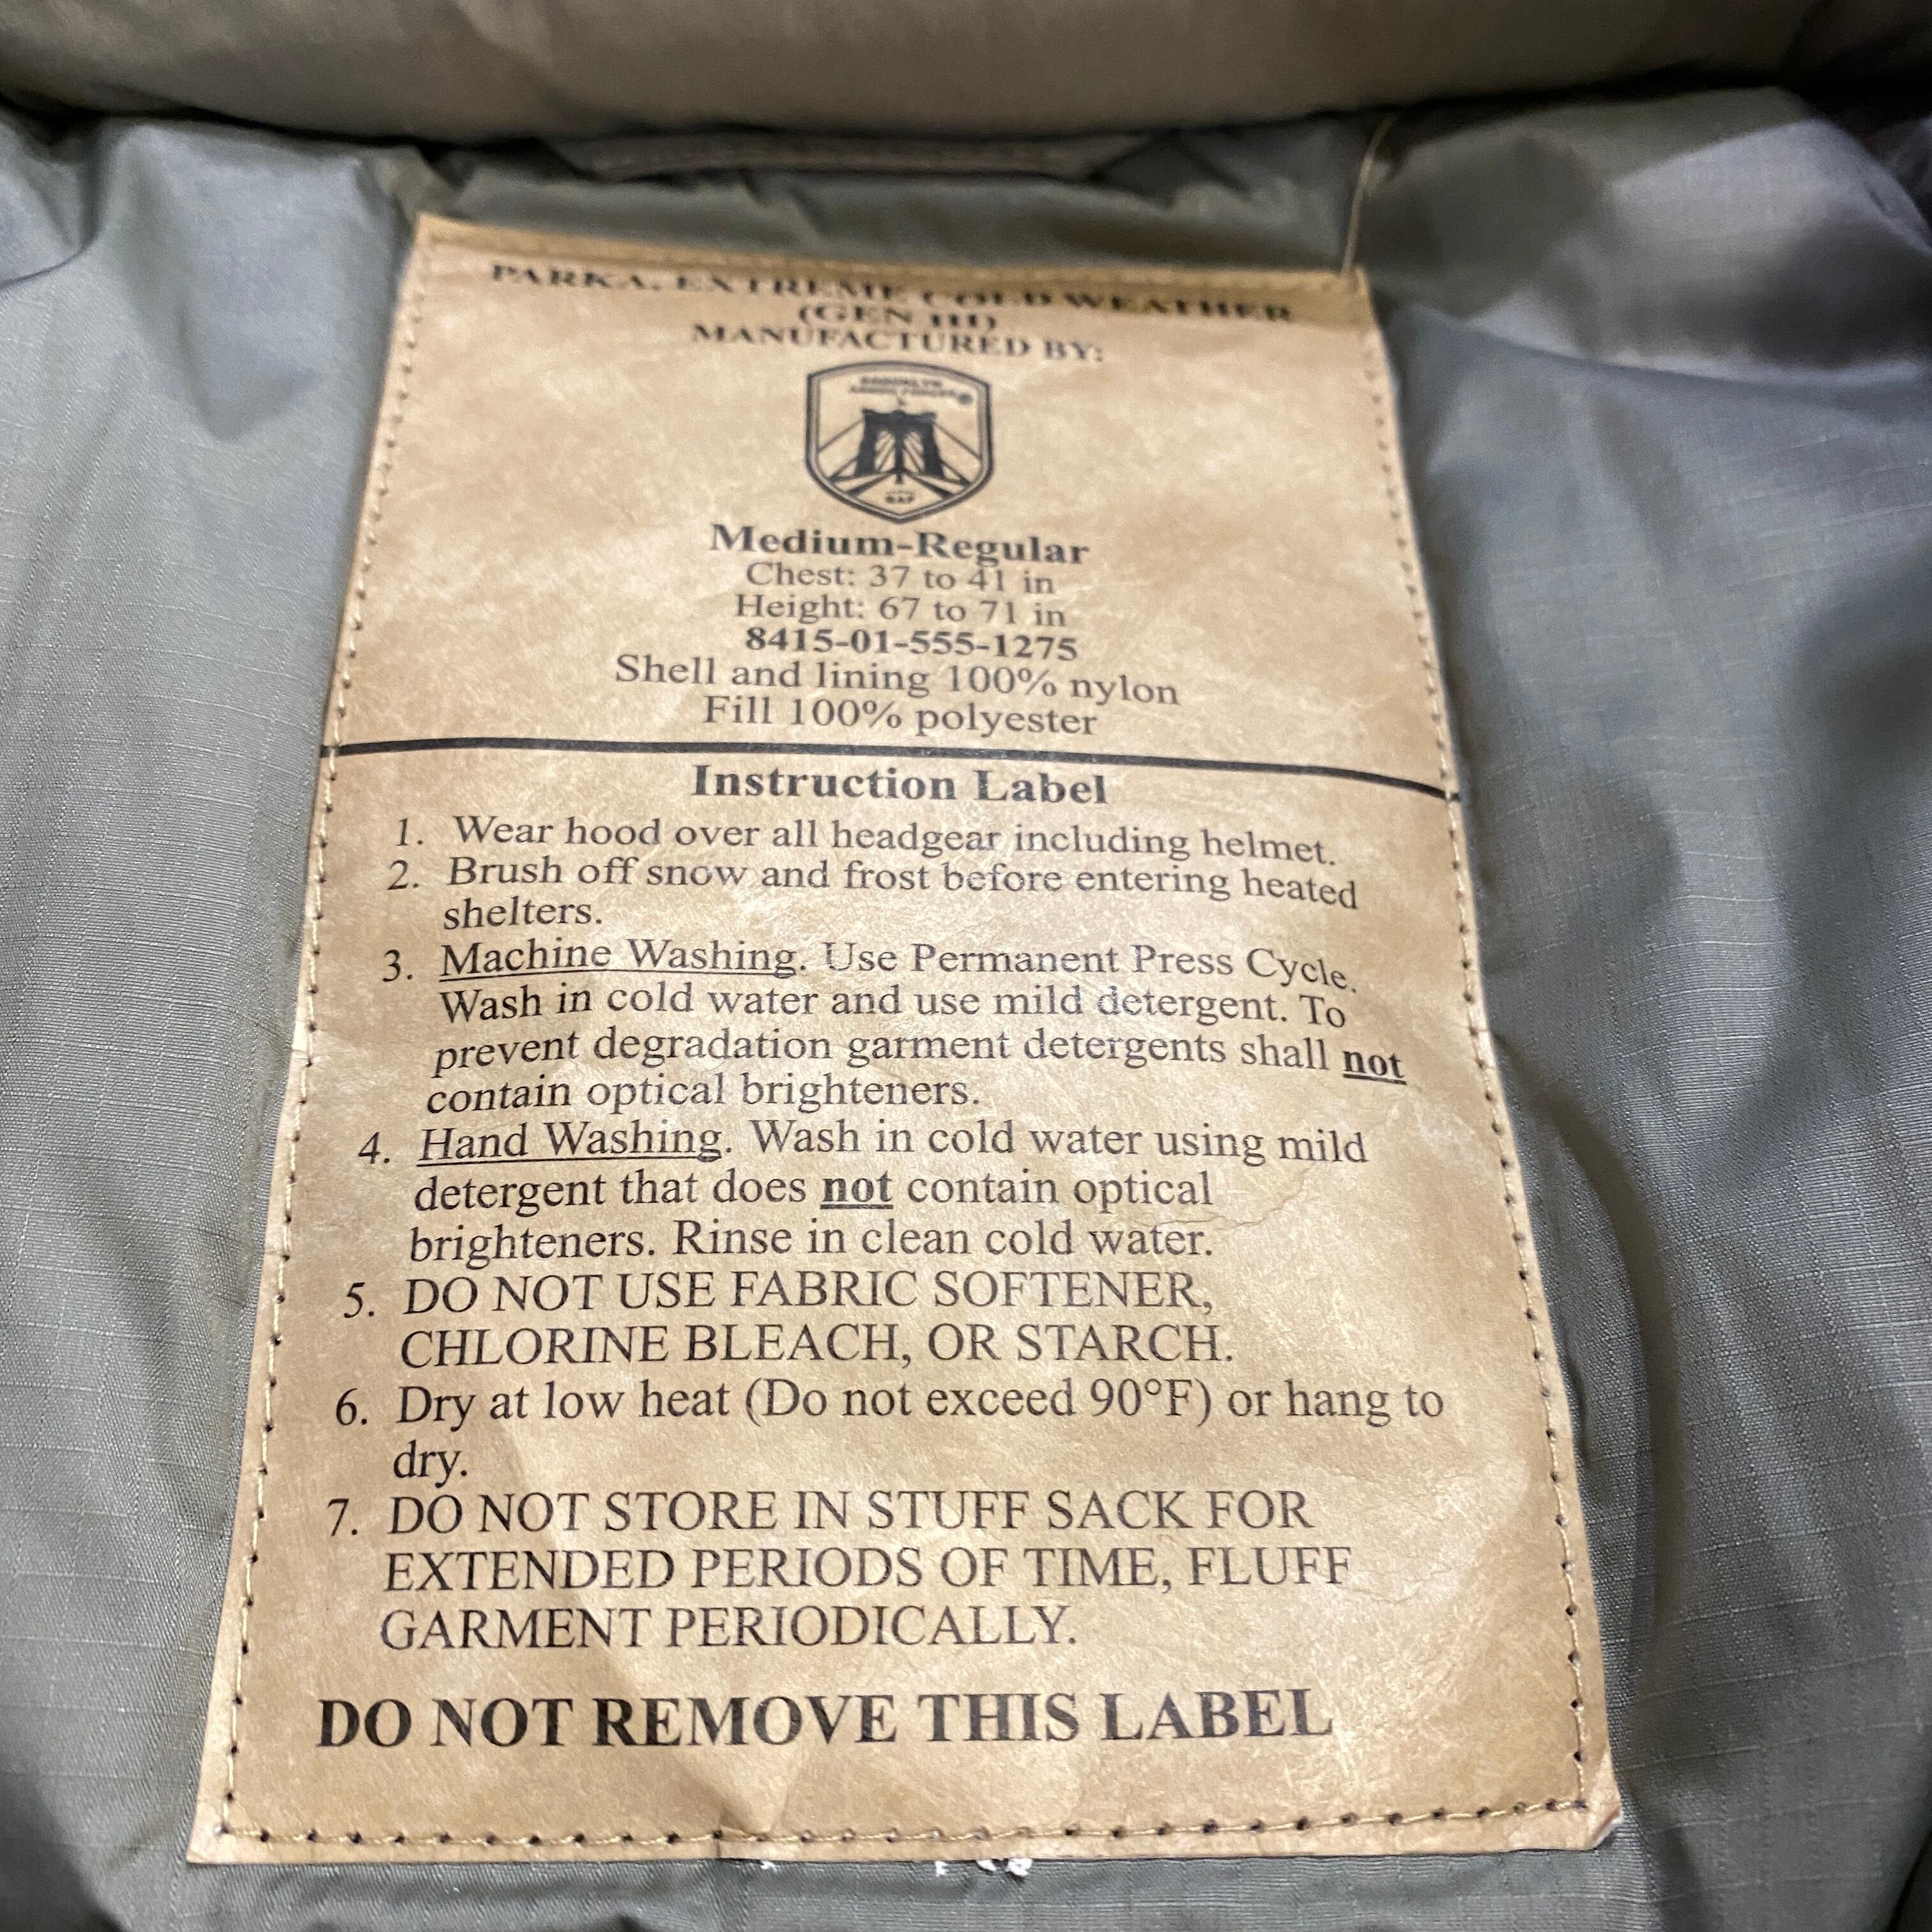 PARKA, EXTREME COLD WEATHER
(GEN III)
MANUFACTURED BY:
BROOKLYN
ARMED FORCES®
BAF
Medium-Regular
Chest: 37 to 41 in
Height: 67 to 71 in
8415-01-555-1275
Shell and lining 100% nylon
Fill 100% polyester
Instruction Label
1. Wear hood over all headgear including helmet.
2. Brush off snow and frost before entering heated
shelters.
3. Machine Washing. Use Permanent Press Cycle.
Wash in cold water and use mild detergent. To
prevent degradation garment detergents shall not
contain optical brighteners.
4. Hand Washing. Wash in cold water using mild
detergent that does not contain optical
brighteners. Rinse in clean cold water.
5. DO NOT USE FABRIC SOFTENER,
CHLORINE BLEACH, OR STARCH.
6. Dry at low heat (Do not exceed 90°F) or hang to
dry.
7. DO NOT STORE IN STUFF SACK FOR
EXTENDED PERIODS OF TIME, FLUFF
GARMENT PERIODICALLY.
DO NOT REMOVE THIS LABEL